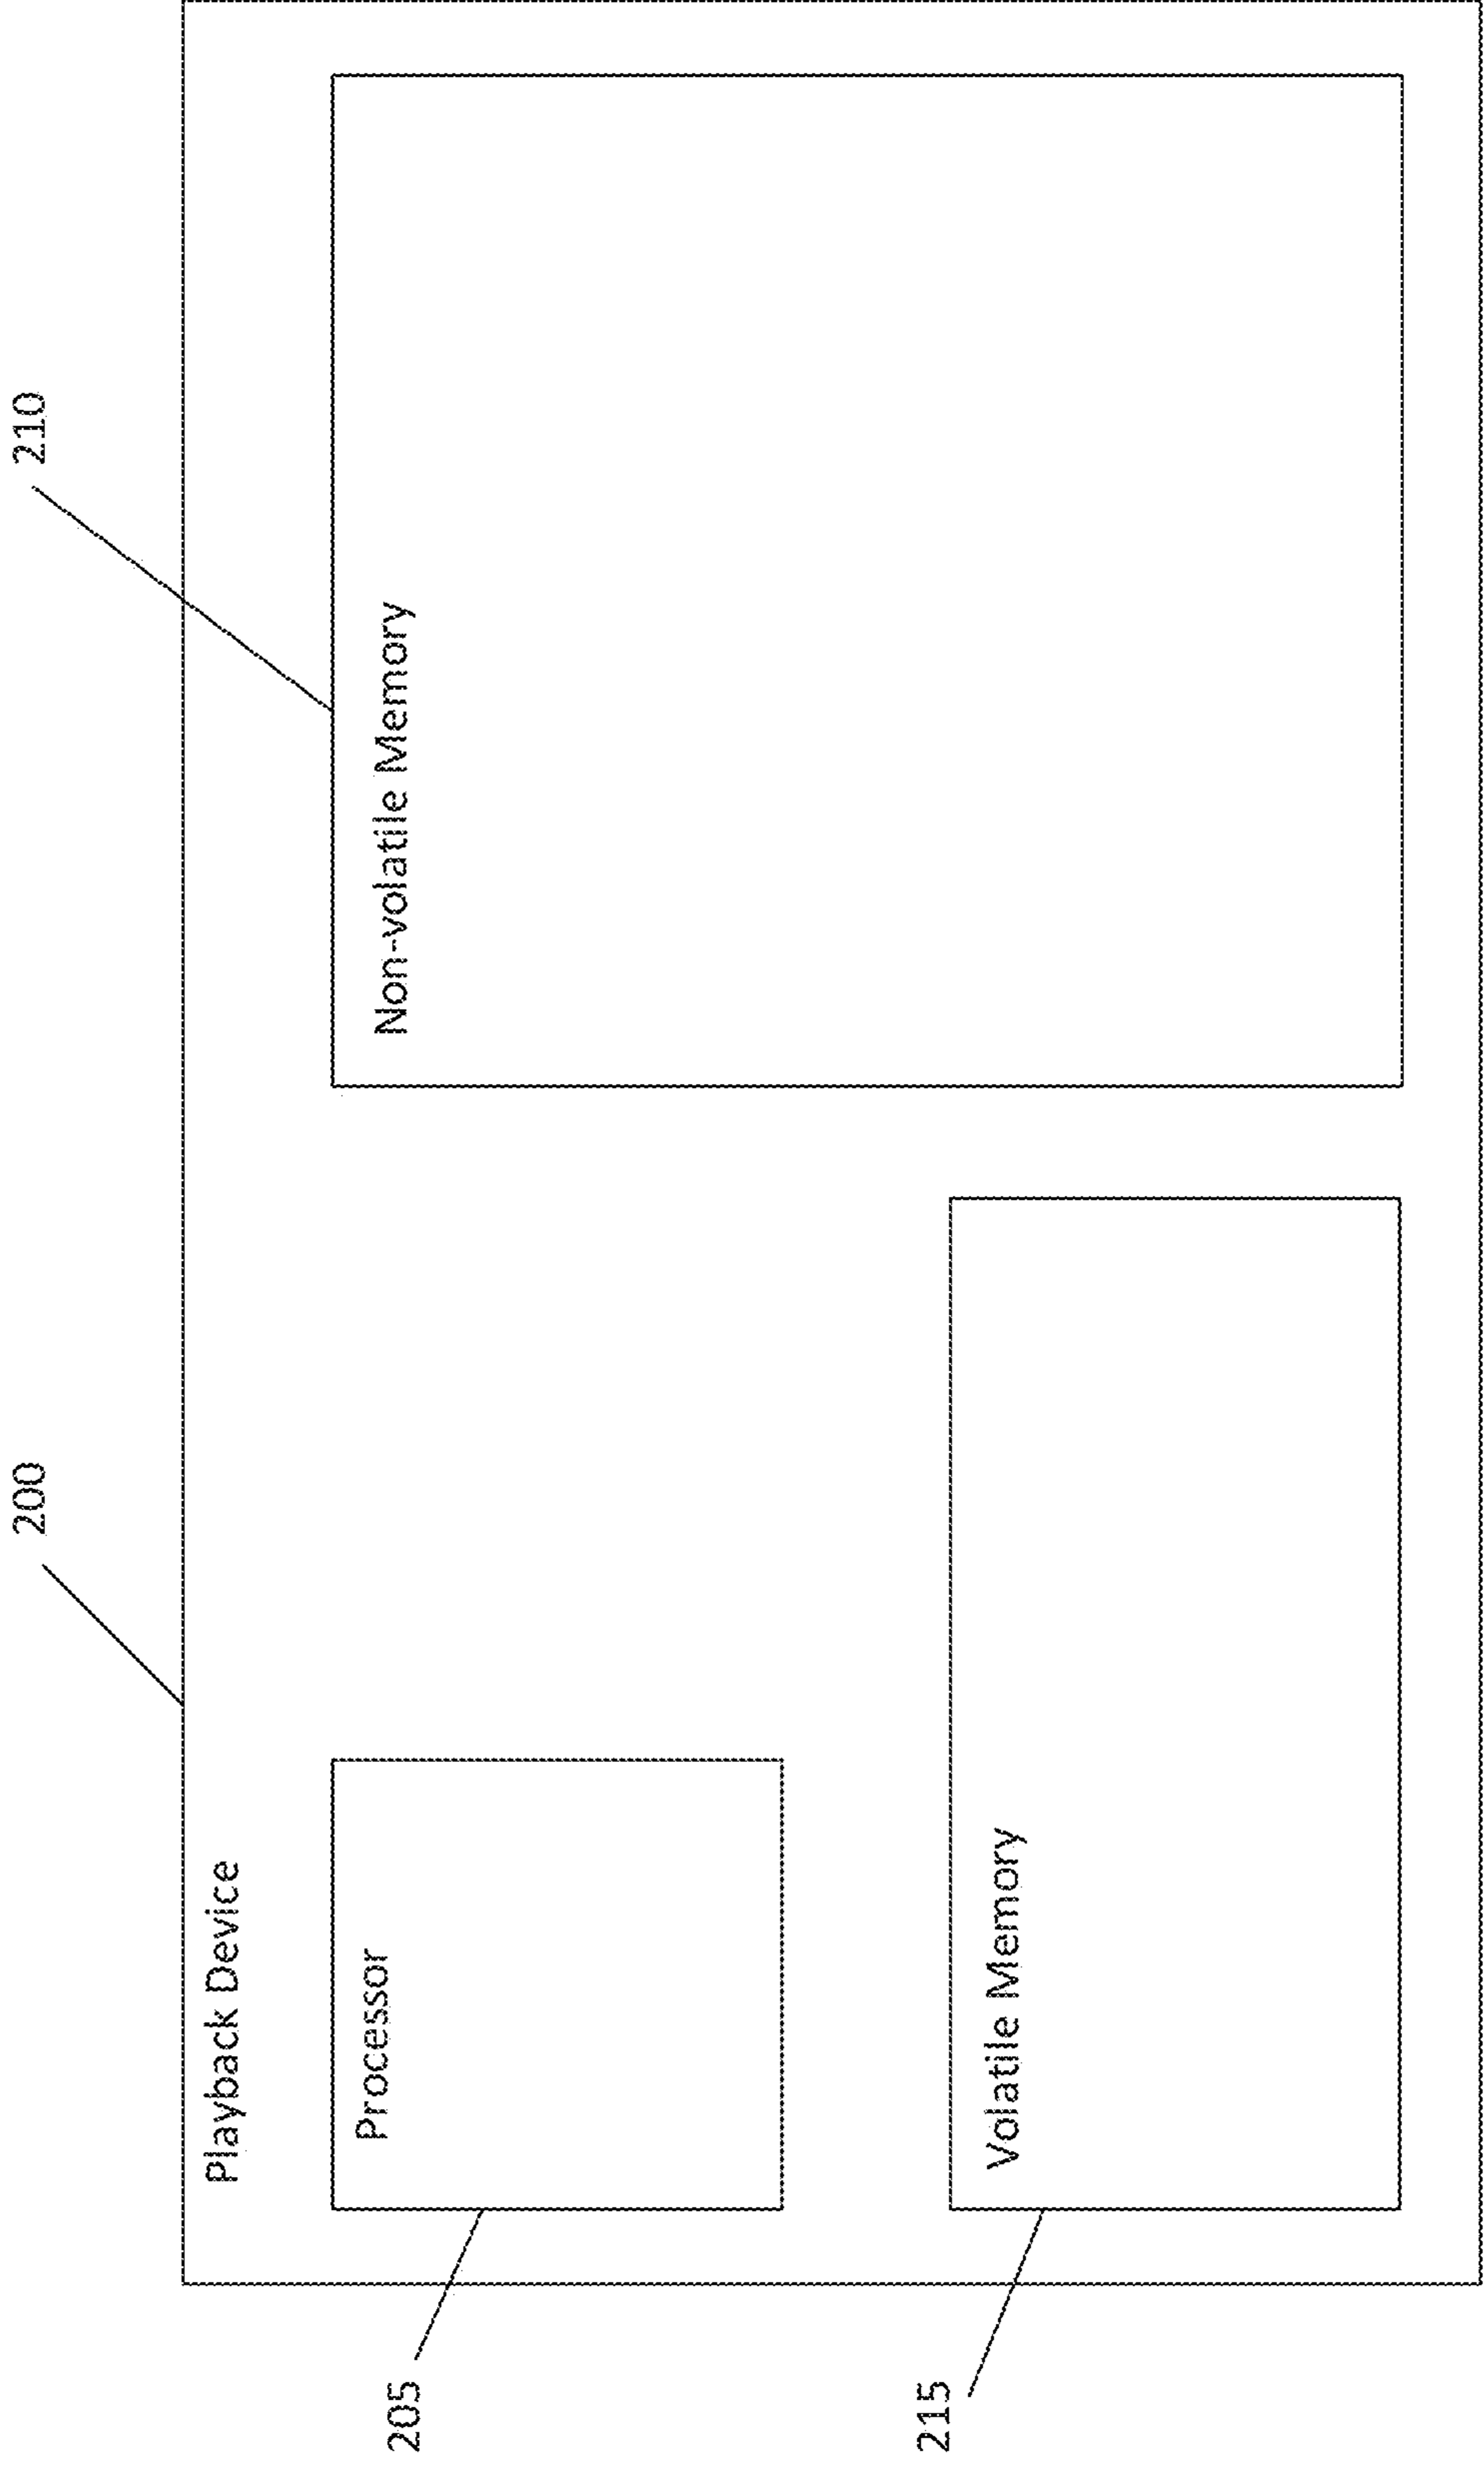 200
210
Playback Device
Processor
Non-volatile Memory
205
Volatile Memory
215